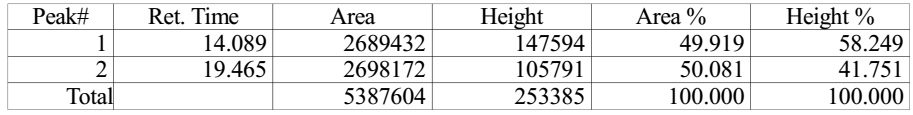 Peak# Ret. Time Area Height Area % Height %
1 14.089 2689432 147594 49.919 58.249
2 19.465 2698172 105791 50.081 41.751
Total 5387604 253385 100.000 100.000